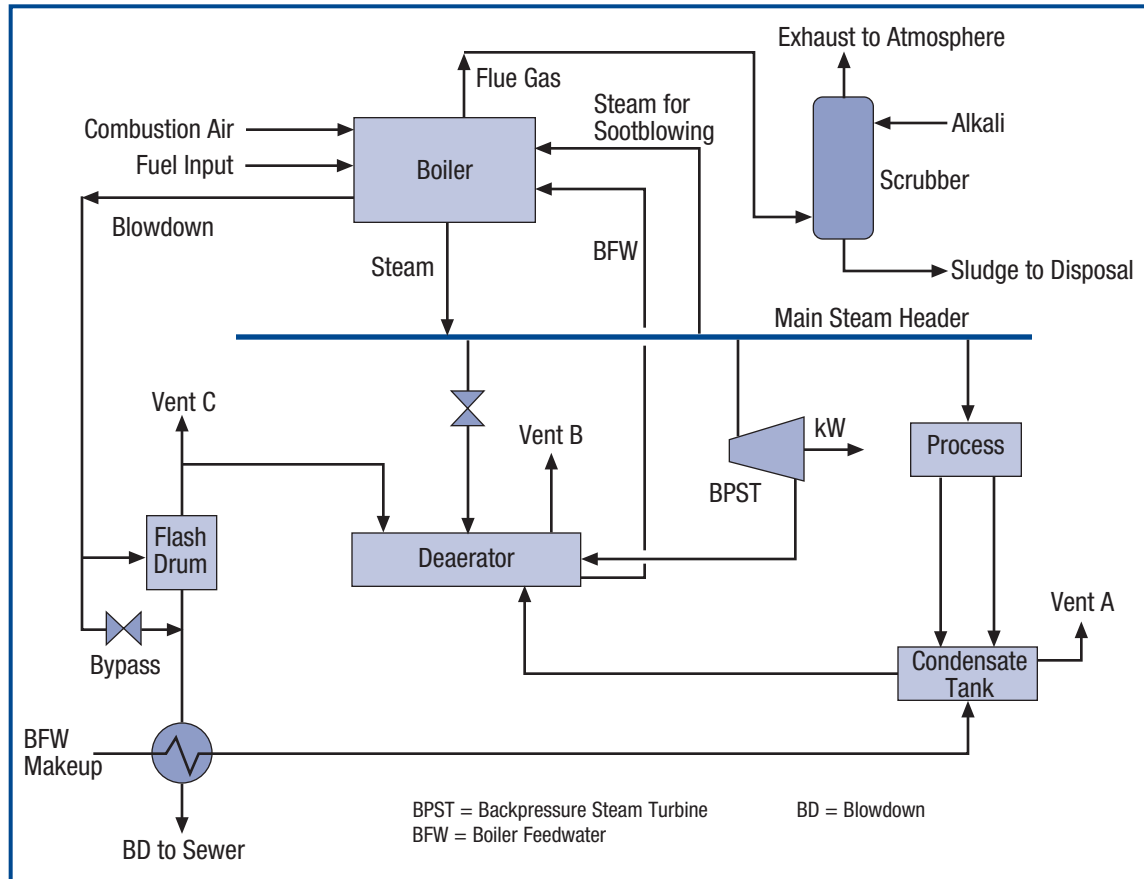 Exhaust to Atmosphere
Flue Gas
Steam for
Sootblowing
Combustion Air
Alkali
Fuel Input
Boiler
Scrubber
Blowdown
BFW
Steam
Sludge to Disposal
Main Steam Header
Vent C
Vent B
kW
Process
BPST
Flash
Drum
Deaerator
Vent A
Bypass
Condensate
Tank
BFW
Makeup
BPST = Backpressure Steam Turbine
BD = Blowdown
BFW = Boiler Feedwater
BD to Sewer